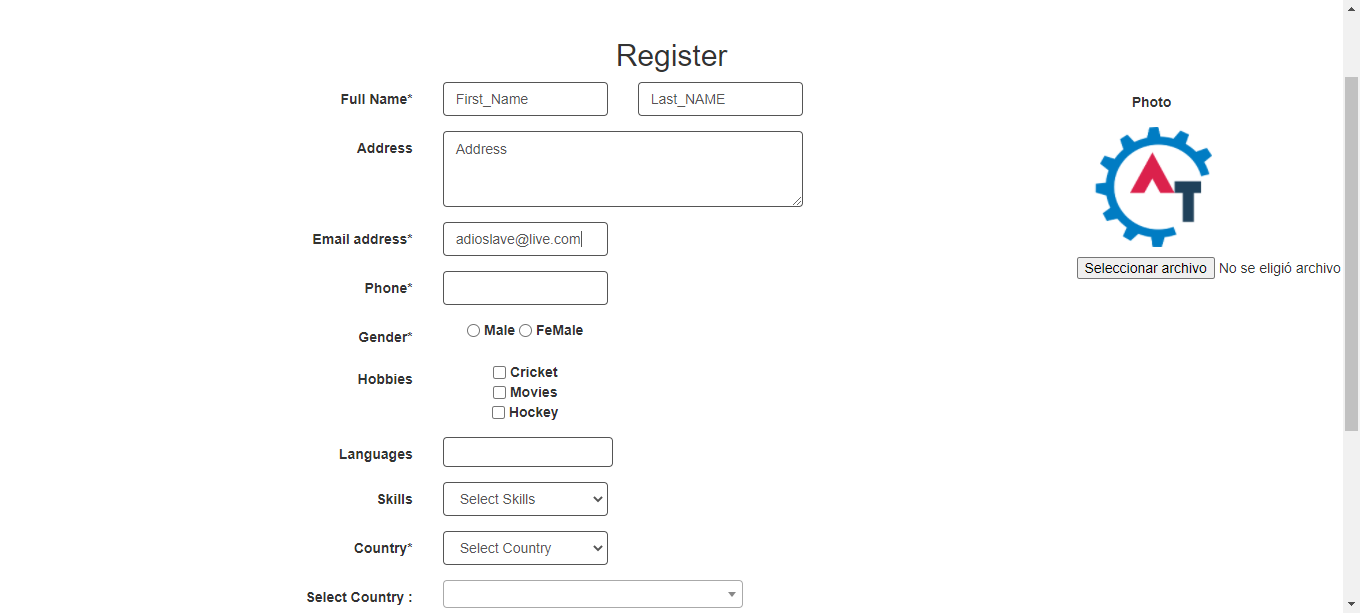 Register
Full Name* First_Name Last_NAME
Photo
Address Address
AT
Email address* adioslave@live.com
Seleccionar archivo No se eligió archivo
Phone*
Gender* Male FeMale
Hobbies Cricket
Movies
Hockey
Languages
Skills Select Skills
Country* Select Country
Select Country :